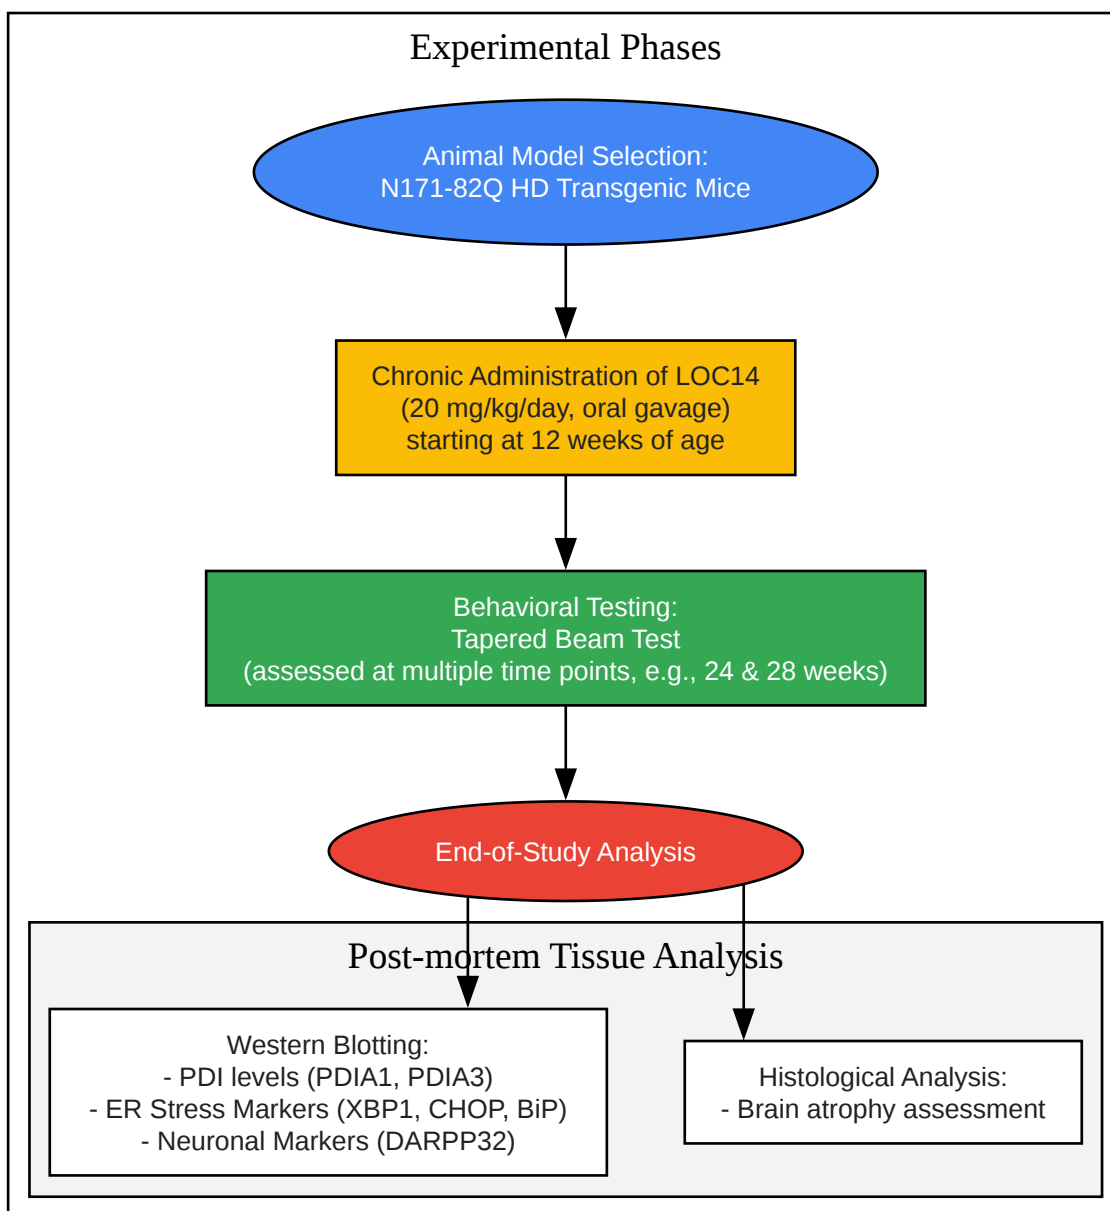 Experimental Phases
Animal Model Selection:
N171-82Q HD Transgenic Mice
Chronic Administration of LOC14
(20 mg/kg/day, oral gavage)
starting at 12 weeks of age
Behavioral Testing:
Tapered Beam Test
(assessed at multiple time points, e.g., 24 & 28 weeks)
End-of-Study Analysis
Post-mortem Tissue Analysis
Western Blotting:
- PDI levels (PDIA1, PDIA3)
- ER Stress Markers (XBP1, CHOP, BiP)
- Neuronal Markers (DARPP32)
Histological Analysis:
- Brain atrophy assessment